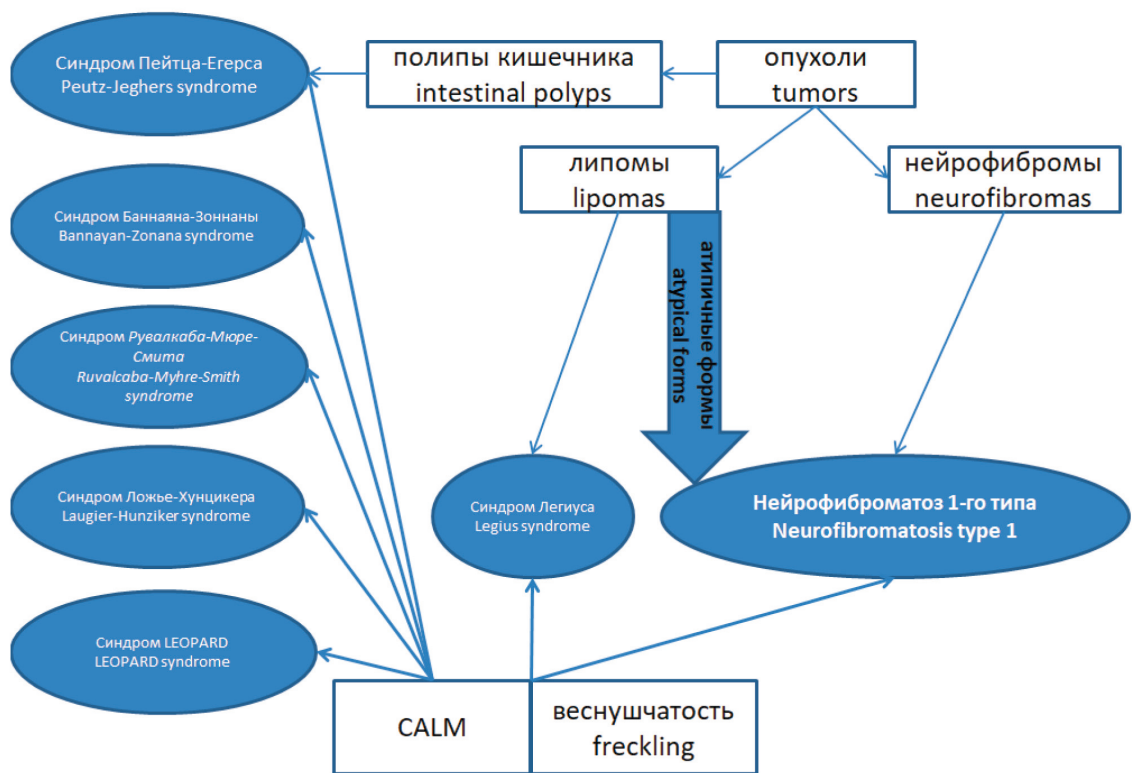 Синдром Пейтца-Егерса
Peutz-Jeghers syndrome
полипы кишечника
intestinal polyps
опухоли
tumors
липомы
lipomas
нейрофибромы
neurofibromas
Синдром Баннаяна-Зоннаны
Bannayan-Zonana syndrome
атипичные формы
atypical forms
Синдром Рувалкаба-Мюре-
Смита
Ruvalcaba-Myhre-Smith
syndrome
Синдром Ложье-Хунцикера
Laugier-Hunziker syndrome
Синдром Легиуса
Legius syndrome
Нейрофиброматоз 1-го типа
Neurofibromatosis type 1
Синдром LEOPARD
LEOPARD syndrome
CALM
веснушчатость
freckling